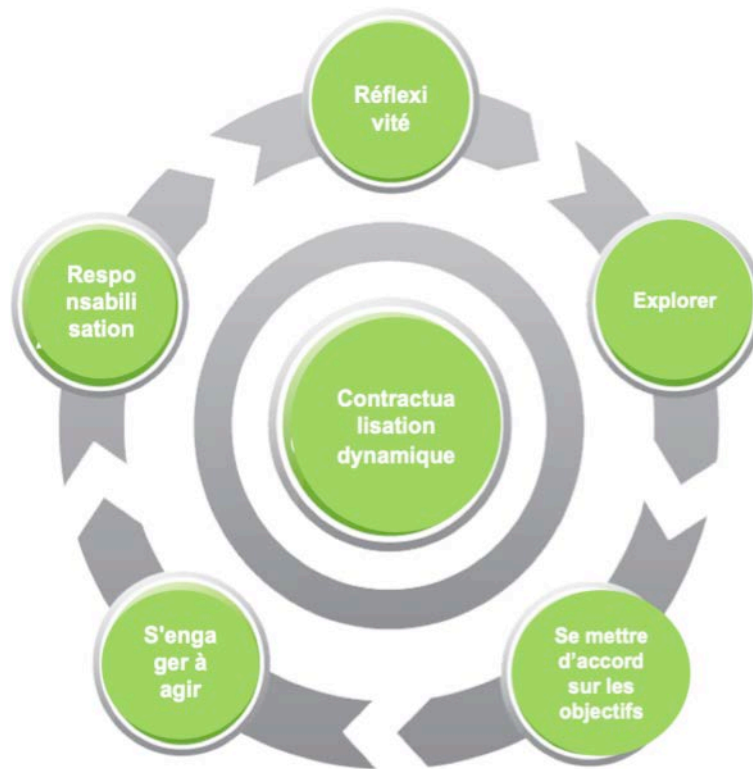 Réflexi
vité
Explorer
Se mettre
d'accord
sur les
objectifs
S'enga
ger à
agir
Respo
nsabili
sation
Contractua
lisation
dynamique